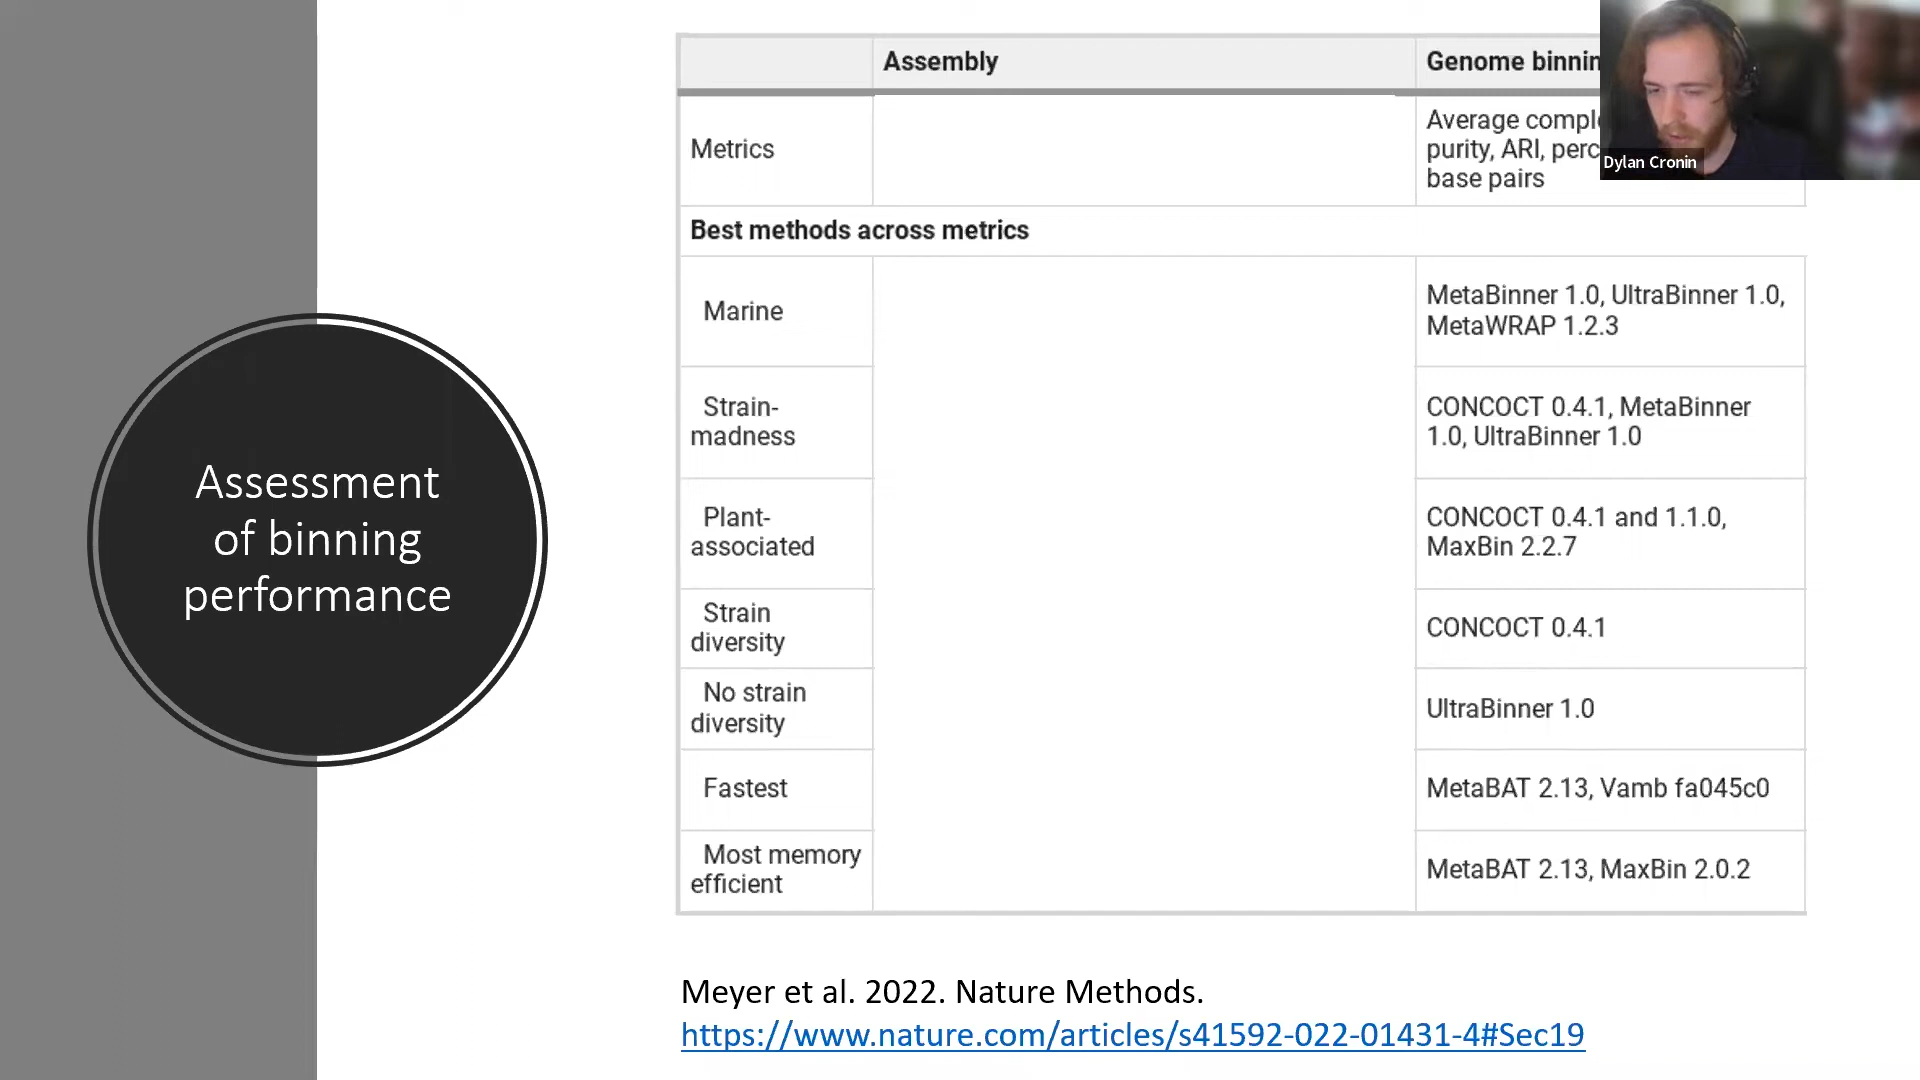 Assessment
of binning
performance
Assembly
Genome
Metrics
Average
purity, ARI,
base pairs
Best methods across metrics
Marine
MetaBinner 1.0, UltraBinner 1.0,
MetaWRAP 1.2.3
Strain-
madness
CONCOCT 0.4.1, MetaBinner
1.0, UltraBinner 1.0
Plant-
associated
CONCOCT 0.4.1 and 1.1.0,
MaxBin 2.2.7
Strain
diversity
CONCOCT 0.4.1
No strain
diversity
UltraBinner 1.0
Fastest
MetaBAT 2.13, Vamb fa045c0
Most memory
efficient
MetaBAT 2.13, MaxBin 2.0.2
Meyer et al. 2022. Nature Methods.
https://www.nature.com/articles/s41592-022-01431-4#Sec19
Dylan Cronin